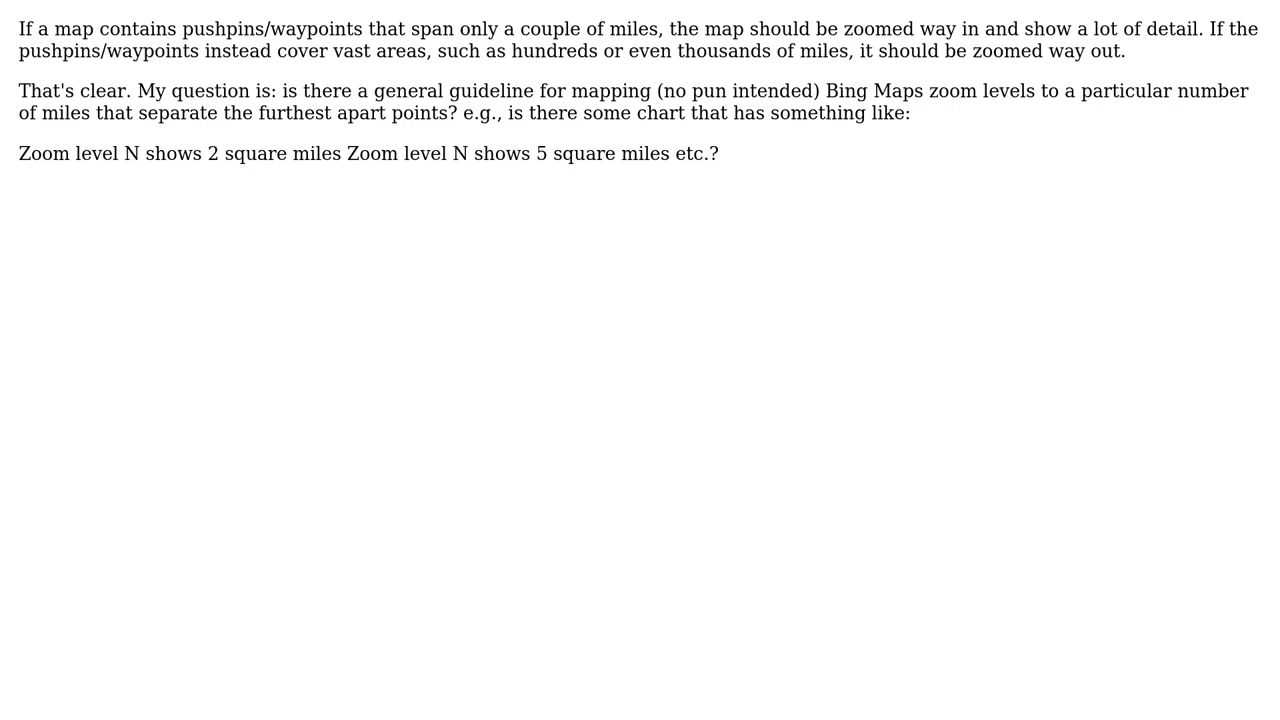 If a map contains pushpins/waypoints that span only a couple of miles, the map should be zoomed way in and show a lot of detail. If the
pushpins/waypoints instead cover vast areas, such as hundreds or even thousands of miles, it should be zoomed way out.
That's clear. My question is: is there a general guideline for mapping (no pun intended) Bing Maps zoom levels to a particular number
of miles that separate the furthest apart points? e.g., is there some chart that has something like:
Zoom level N shows 2 square miles Zoom level N shows 5 square miles etc.?